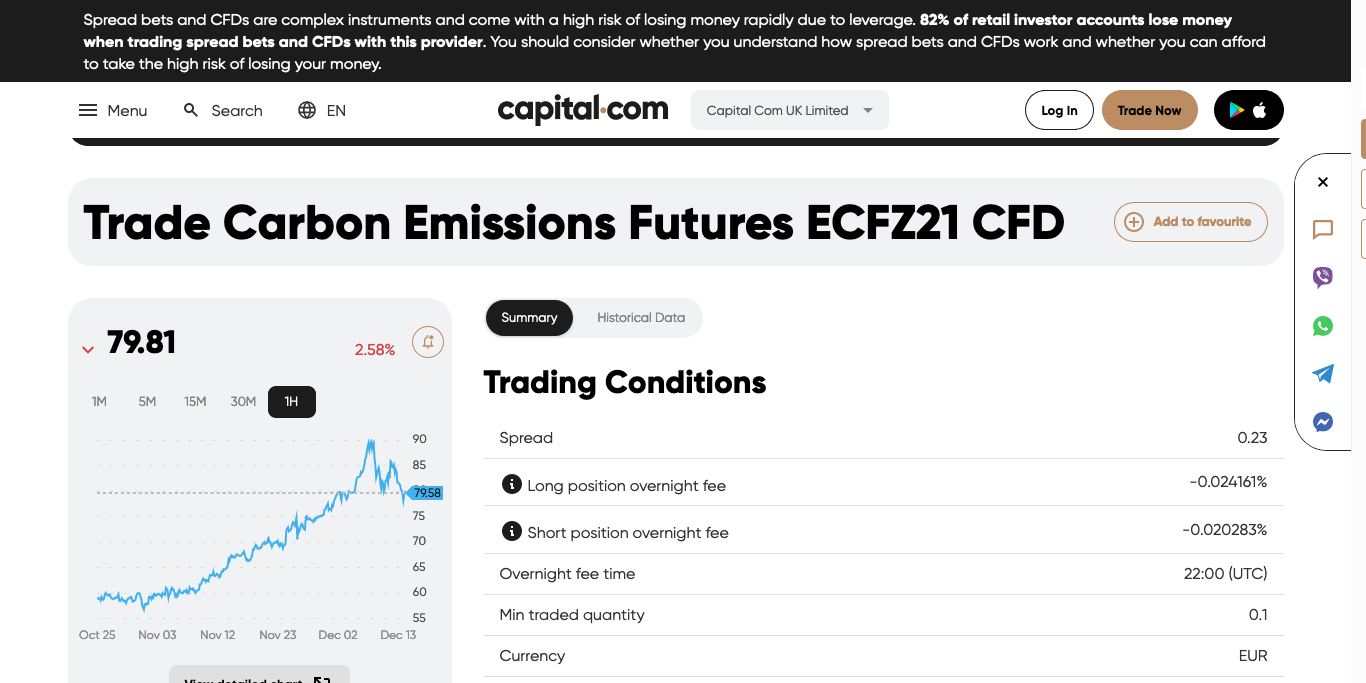 Spread bets and CFDs are complex instruments and come with a high risk of losing money rapidly due to leverage. 82% of retail investor accounts lose money
when trading spread bets and CFDs with this provider. You should consider whether you understand how spread bets and CFDs work and whether you can afford
to take the high risk of losing your money.
Menu
Search
EN
capital.com
Capital Com UK Limited
Log In
Trade Now
Trade Carbon Emissions Futures ECFZ21 CFD
Add to favourite
79.81
2.58%
1M 5M 15M 30M 1H
90
85
79.58
75
70
65
60
55
Oct 25 Nov 03 Nov 12 Nov 23 Dec 02 Dec 13
View detailed chart
Summary
Historical Data
Trading Conditions
Spread 0.23
Long position overnight fee -0.024161%
Short position overnight fee -0.020283%
Overnight fee time 22:00 (UTC)
Min traded quantity 0.1
Currency EUR